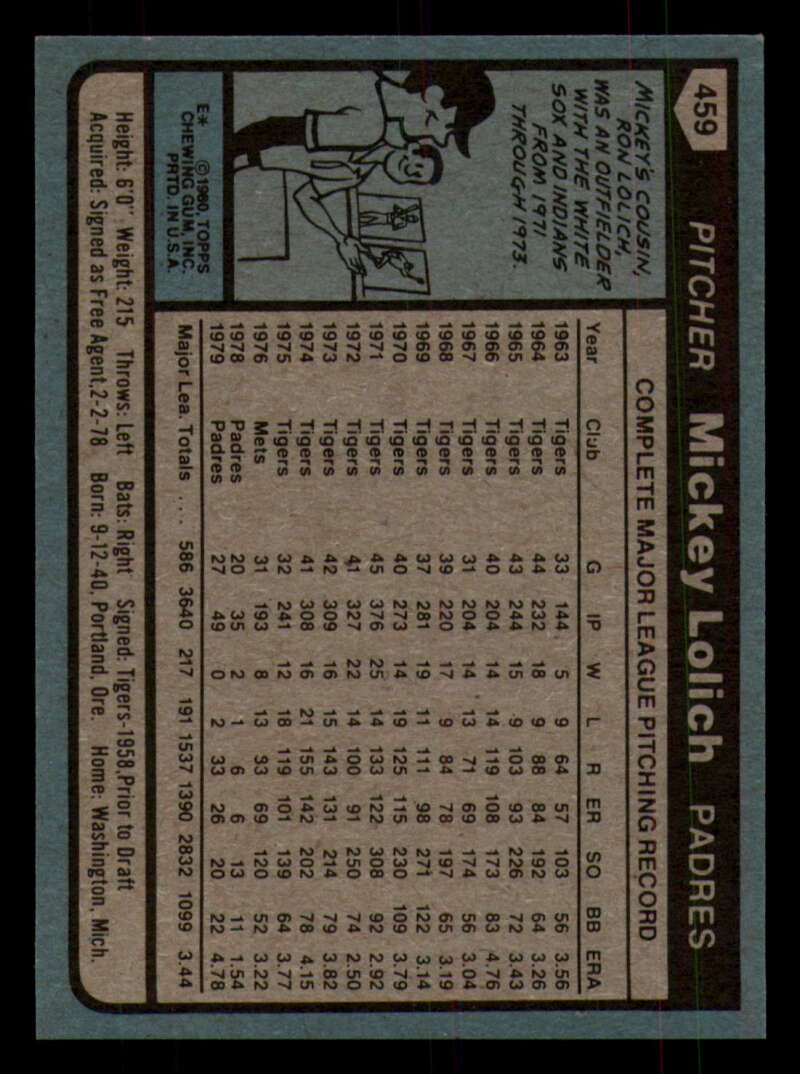 459 PITCHER Mickey Lolich PADRES
MICKEY'S COUSIN,
RON LOLICH,
WAS AN OUTFIELDER
WITH THE WHITE
SOX AND INDIANS
FROM 1971
THROUGH 1973.
E* © 1980, TOPPS
CHEWING GUM, INC.
PRTD. IN U.S.A.
COMPLETE MAJOR LEAGUE PITCHING RECORD
Year Club G IP W L R ER SO BB ERA
1963 Tigers 33 144 5 9 64 57 103 56 3.56
1964 Tigers 44 232 18 9 88 84 192 64 3.26
1965 Tigers 43 244 15 9 103 93 226 72 3.43
1966 Tigers 40 204 14 14 119 108 173 83 4.76
1967 Tigers 31 204 14 13 71 69 174 56 3.04
1968 Tigers 39 220 17 9 84 78 197 65 3.19
1969 Tigers 37 281 19 11 111 98 271 122 3.14
1970 Tigers 40 273 14 19 125 115 230 109 3.79
1971 Tigers 45 376 25 14 133 122 308 92 2.92
1972 Tigers 41 327 22 14 100 91 250 74 2.50
1973 Tigers 42 309 16 15 143 131 214 79 3.82
1974 Tigers 41 308 16 21 155 142 202 78 4.15
1975 Tigers 32 241 12 18 119 101 139 64 3.77
1976 Mets 31 193 8 13 93 69 120 52 3.22
1978 Padres 20 35 2 1 6 6 13 11 1.54
1979 Padres 27 49 0 2 33 26 20 22 4.78
Major Lea. Totals .... 586 3640 217 191 1537 1390 2832 1099 3.44
Height: 6'0" Weight: 215 Throws: Left Bats: Right Signed: Tigers-1958, Prior to Draft
Acquired: Signed as Free Agent, 2-2-78 Born: 9-12-40, Portland, Ore. Home: Washington, Mich.